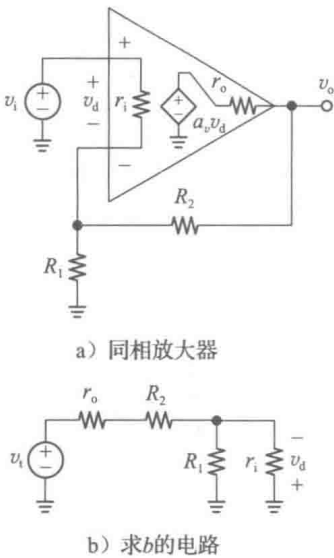 +
r_o
v_o
v_i
+
−
+
v_d
−
r_i
+
−
a_v v_d
−
R_2
R_1
a）同相放大器
r_o
R_2
v_t
+
−
R_1
r_i
−
v_d
+
b）求b的电路